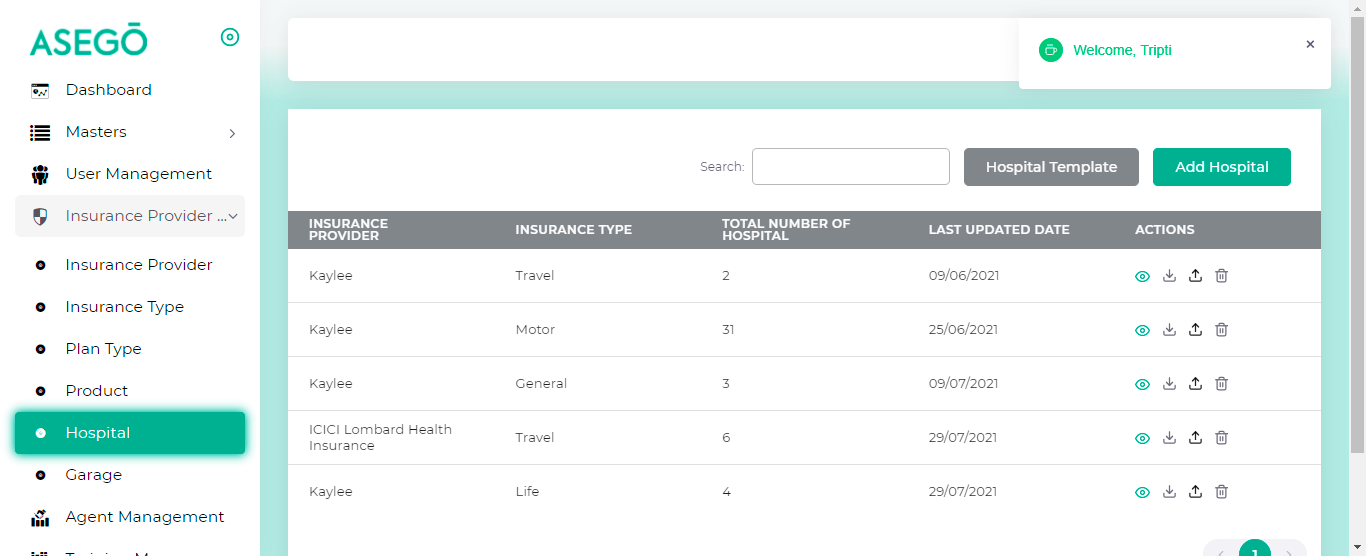 ASEGŌ
Dashboard
Masters
User Management
Insurance Provider ...
Insurance Provider
Insurance Type
Plan Type
Product
Hospital
Garage
Agent Management
Welcome, Tripti
×
Search:
Hospital Template
Add Hospital
INSURANCE PROVIDER INSURANCE TYPE TOTAL NUMBER OF HOSPITAL LAST UPDATED DATE ACTIONS
Kaylee Travel 2 09/06/2021
Kaylee Motor 31 25/06/2021
Kaylee General 3 09/07/2021
ICICI Lombard Health Insurance Travel 6 29/07/2021
Kaylee Life 4 29/07/2021
1